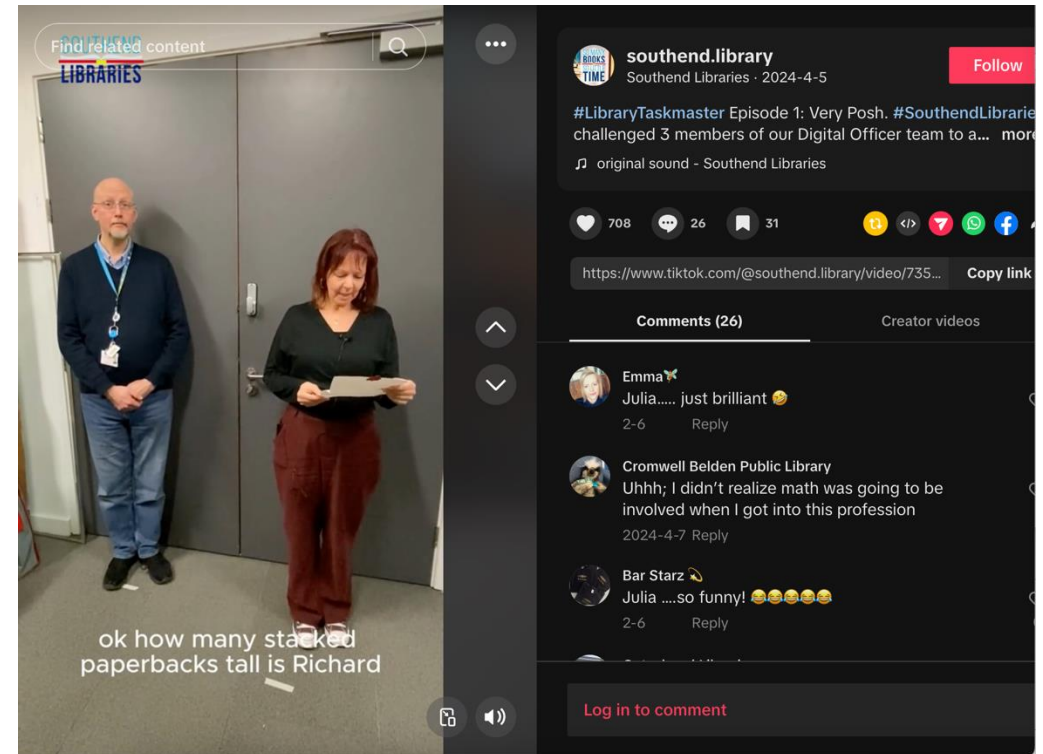 Find related content
SOUTHEND
LIBRARIES
ok how many stacked
paperbacks tall is Richard
BOOKS
TIME
southend.library
Southend Libraries · 2024-4-5
Follow
#LibraryTaskmaster Episode 1: Very Posh. #SouthendLibrarie
challenged 3 members of our Digital Officer team to a... more
original sound - Southend Libraries
708
26
31
https://www.tiktok.com/@southend.library/video/735...
Copy link
Comments (26)
Creator videos
Emma
Julia..... just brilliant 🤣
2-6 Reply
Cromwell Belden Public Library
Uhhh; I didn't realize math was going to be
involved when I got into this profession
2024-4-7 Reply
Bar Starz 💫
Julia ....so funny! 😂😂😂😂😂
2-6 Reply
Log in to comment